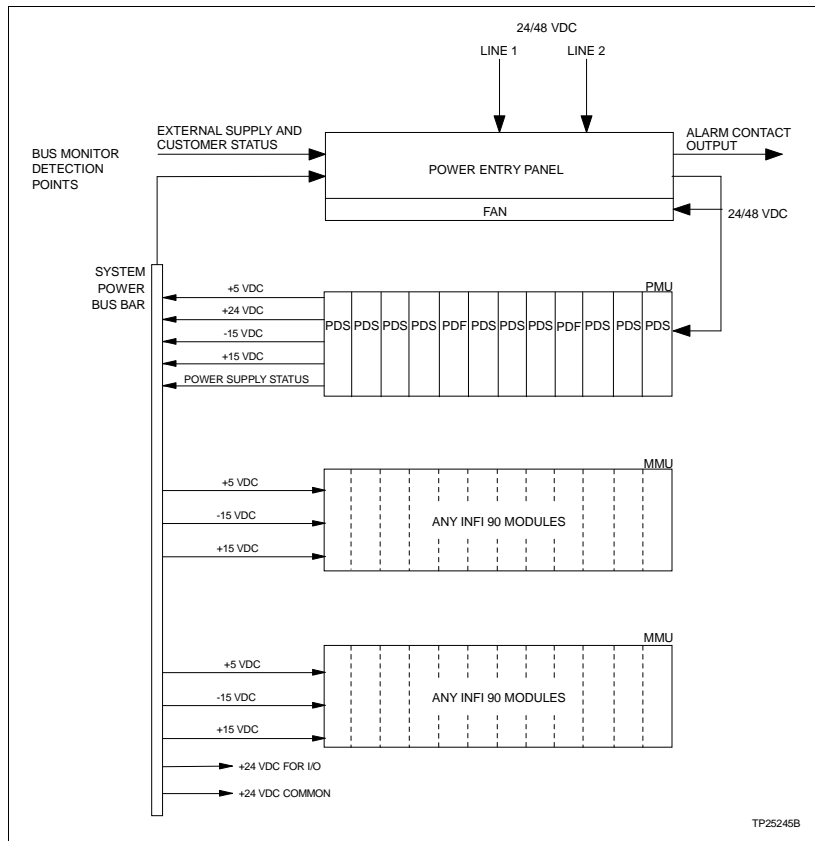 24/48 VDC
LINE 1
LINE 2
EXTERNAL SUPPLY AND
CUSTOMER STATUS
ALARM CONTACT
OUTPUT
BUS MONITOR
DETECTION
POINTS
POWER ENTRY PANEL
FAN
24/48 VDC
SYSTEM
POWER
BUS BAR
+5 VDC
+24 VDC
-15 VDC
+15 VDC
POWER SUPPLY STATUS
PMU
PDS PDS PDS PDS PDF PDS PDS PDS PDF PDS PDS PDS
MMU
+5 VDC
-15 VDC
+15 VDC
ANY INFI 90 MODULES
MMU
+5 VDC
-15 VDC
+15 VDC
ANY INFI 90 MODULES
+24 VDC FOR I/O
+24 VDC COMMON
TP25245B